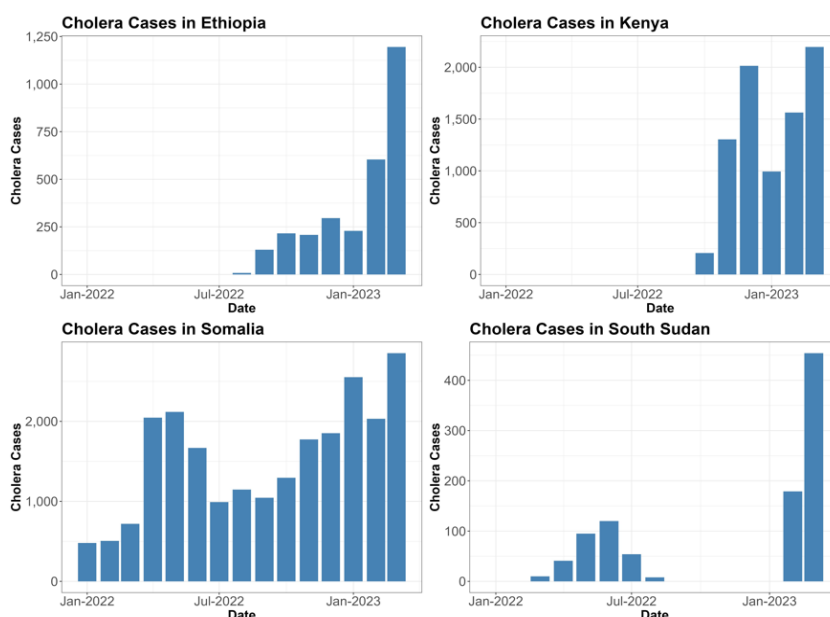 Cholera Cases in Ethiopia
1,250
1,000
750
500
250
0
Cholera Cases
Jan-2022 Jul-2022 Jan-2023
Date
Cholera Cases in Kenya
2,000
1,500
1,000
500
0
Cholera Cases
Jan-2022 Jul-2022 Jan-2023
Date
Cholera Cases in Somalia
2,000
1,000
0
Cholera Cases
Jan-2022 Jul-2022 Jan-2023
Date
Cholera Cases in South Sudan
400
300
200
100
0
Cholera Cases
Jan-2022 Jul-2022 Jan-2023
Date